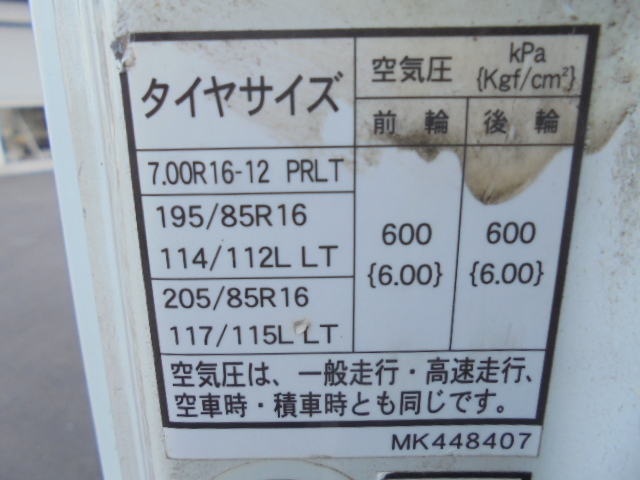 タイヤサイズ
空気圧
kPa
{Kgf/cm²}
前輪
後輪
7.00R16-12 PRLT
195/85R16
114/112L LT
205/85R16
117/115L LT
600
{6.00}
600
{6.00}
空気圧は、一般走行・高速走行、
空車時・積車時とも同じです。
MK448407